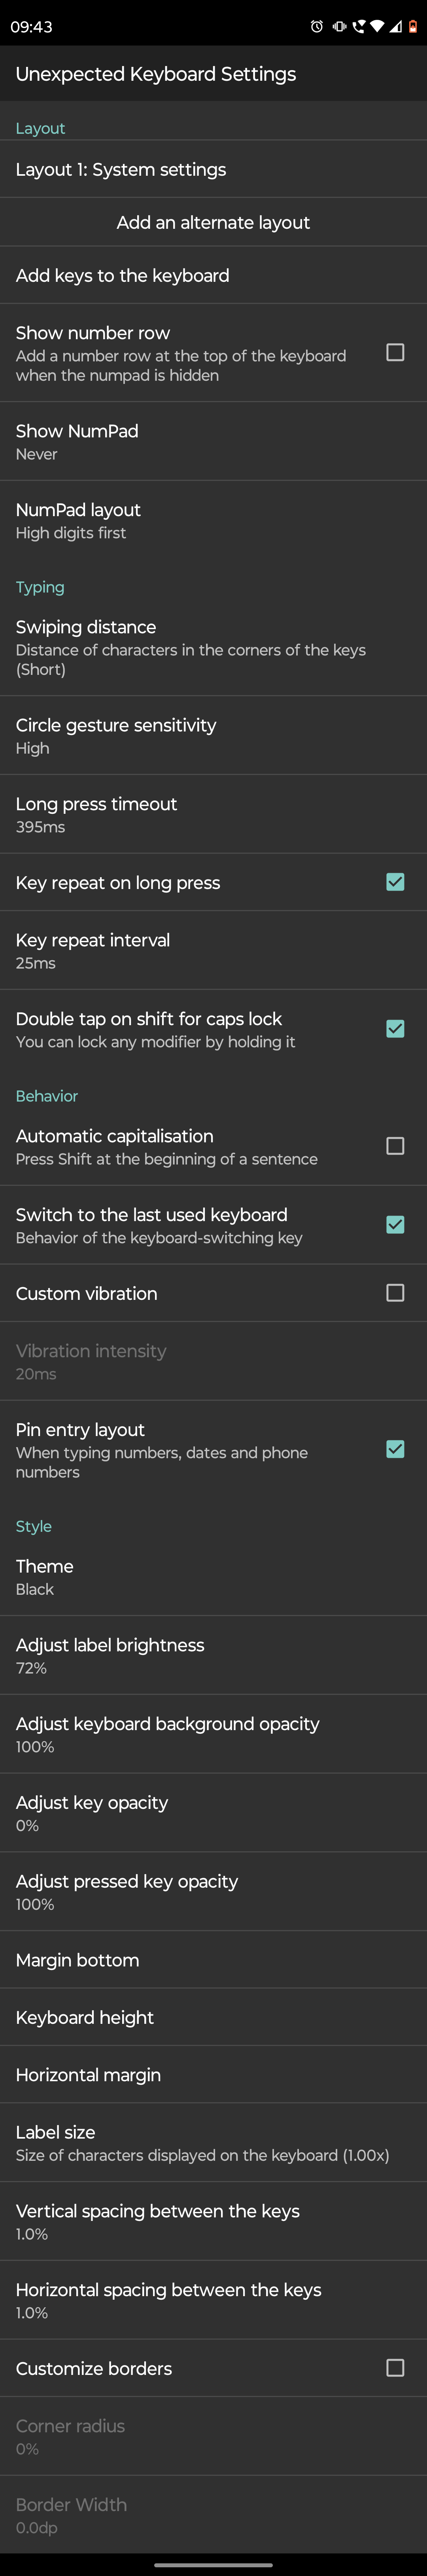 09:43
Unexpected Keyboard Settings
Layout
Layout 1: System settings
Add an alternate layout
Add keys to the keyboard
Show number row
Add a number row at the top of the keyboard
when the numpad is hidden
Show NumPad
Never
NumPad layout
High digits first
Typing
Swiping distance
Distance of characters in the corners of the keys
(Short)
Circle gesture sensitivity
High
Long press timeout
395ms
Key repeat on long press
Key repeat interval
25ms
Double tap on shift for caps lock
You can lock any modifier by holding it
Behavior
Automatic capitalisation
Press Shift at the beginning of a sentence
Switch to the last used keyboard
Behavior of the keyboard-switching key
Custom vibration
Vibration intensity
20ms
Pin entry layout
When typing numbers, dates and phone
numbers
Style
Theme
Black
Adjust label brightness
72%
Adjust keyboard background opacity
100%
Adjust key opacity
0%
Adjust pressed key opacity
100%
Margin bottom
Keyboard height
Horizontal margin
Label size
Size of characters displayed on the keyboard (1.00x)
Vertical spacing between the keys
1.0%
Horizontal spacing between the keys
1.0%
Customize borders
Corner radius
0%
Border Width
0.0dp